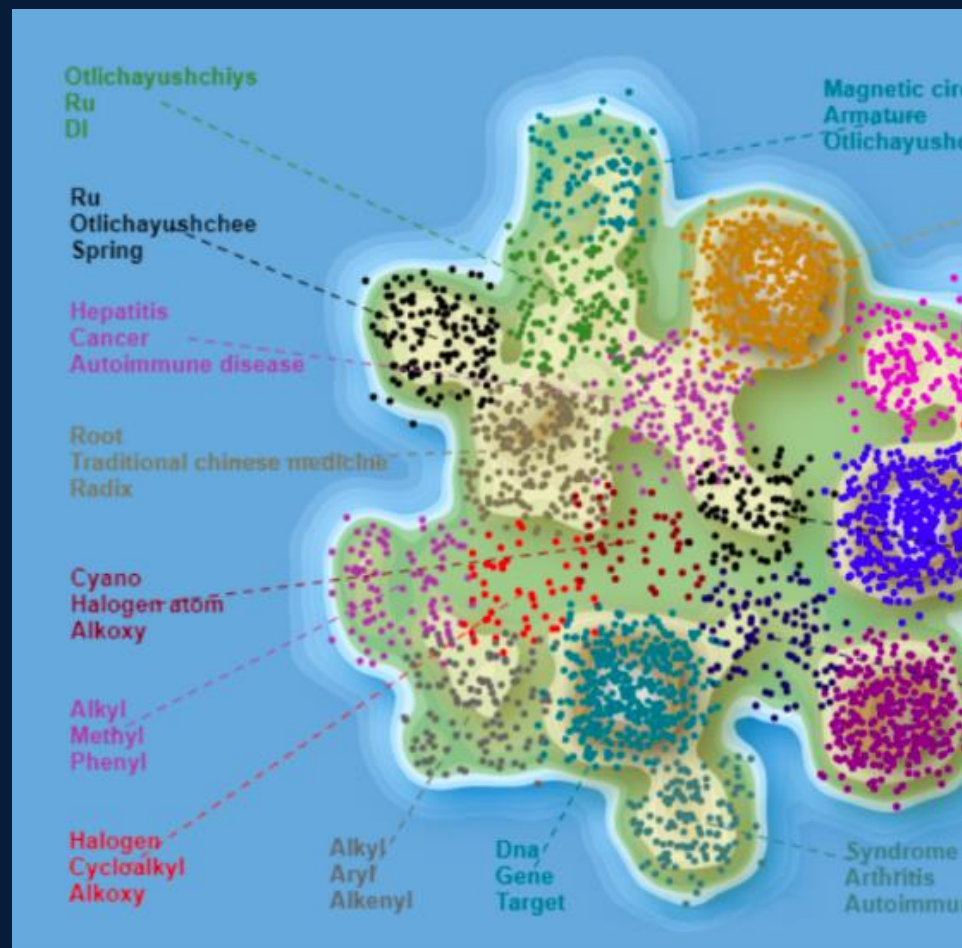 Otlichayushchiys
Ru
DI
Magnetic circ
Armature
Otlichayushc
Ru
Otlichayushchee
Spring
Hepatitis
Cancer
Autoimmune disease
Root
Traditional chinese medicine
Radix
Cyano
Halogen atom
Alkoxy
Alkyl
Methyl
Phenyl
Halogen
Cycloalkyl
Alkoxy
Alkyl
Aryl
Alkenyl
Dna
Gene
Target
Syndrome
Arthritis
Autoimmu